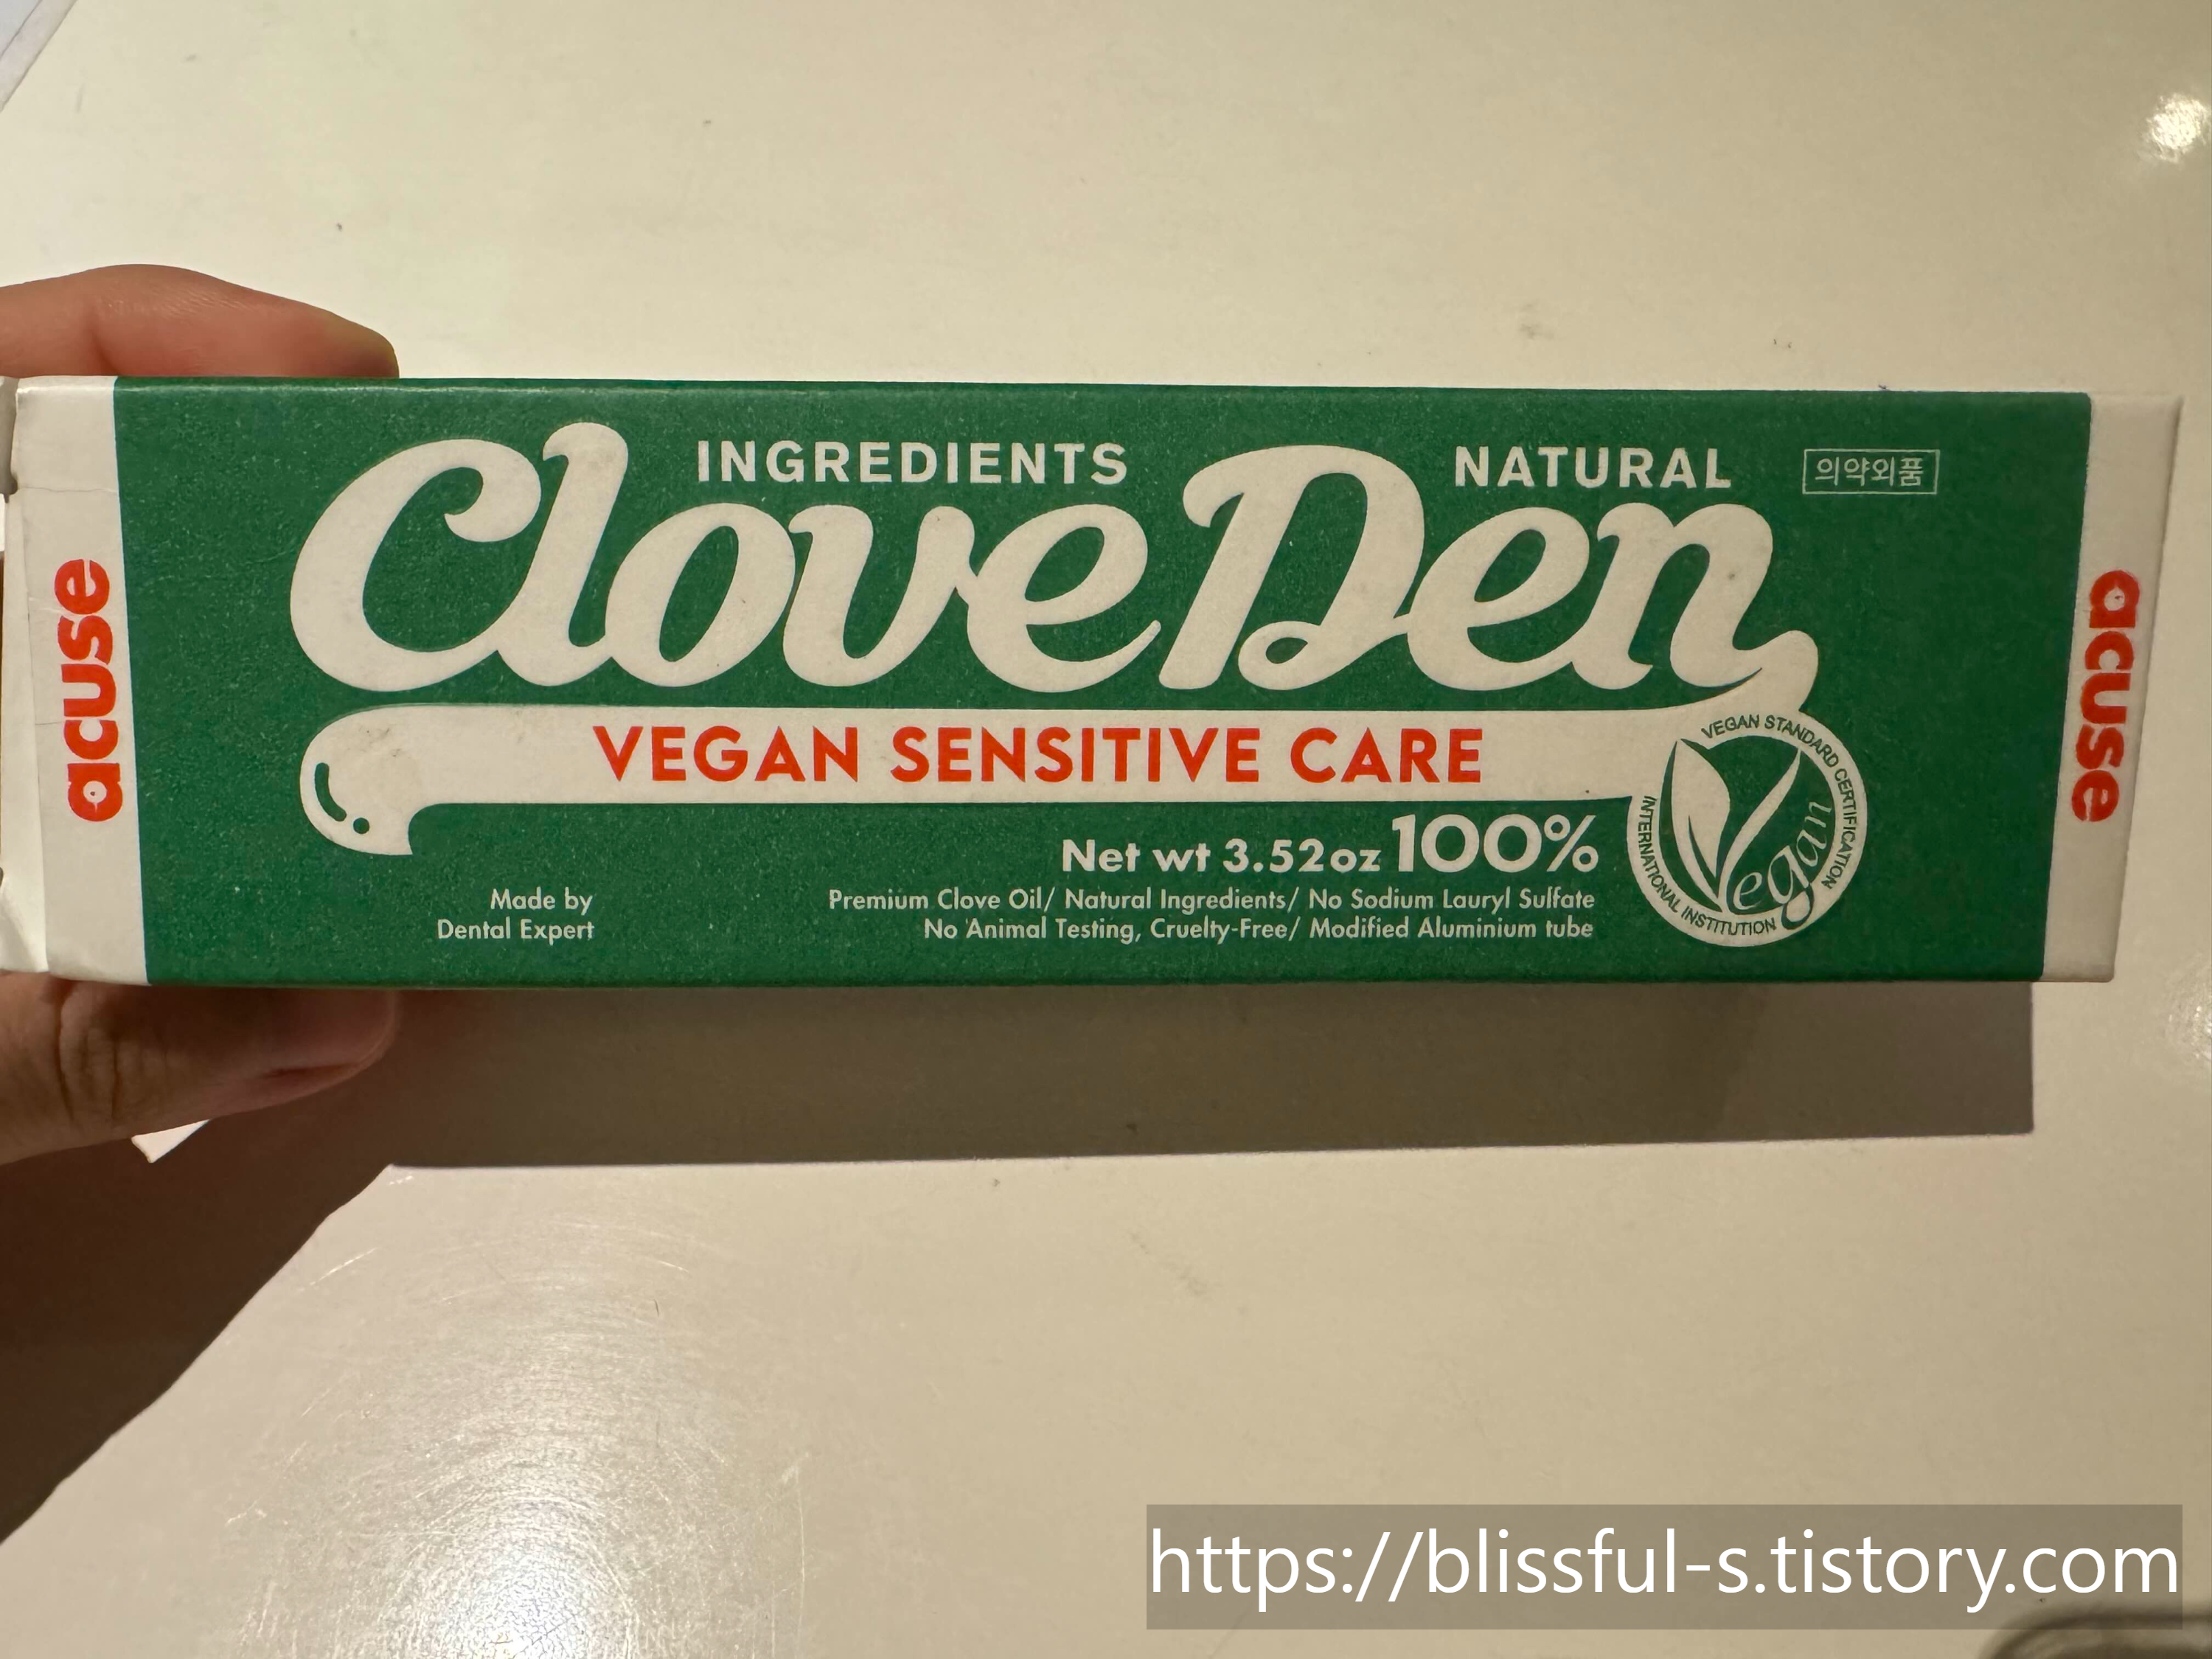 INGREDIENTS NATURAL 의약외품
CloveDen
acuse
VEGAN SENSITIVE CARE
acuse
VEGAN STANDARD CERTIFICATION
INTERNATIONAL INSTITUTION
Vegan
Net wt 3.52oz 100%
Made by
Dental Expert
Premium Clove Oil/ Natural Ingredients/ No Sodium Lauryl Sulfate
No Animal Testing, Cruelty-Free/ Modified Aluminium tube
https://blissful-s.tistory.com